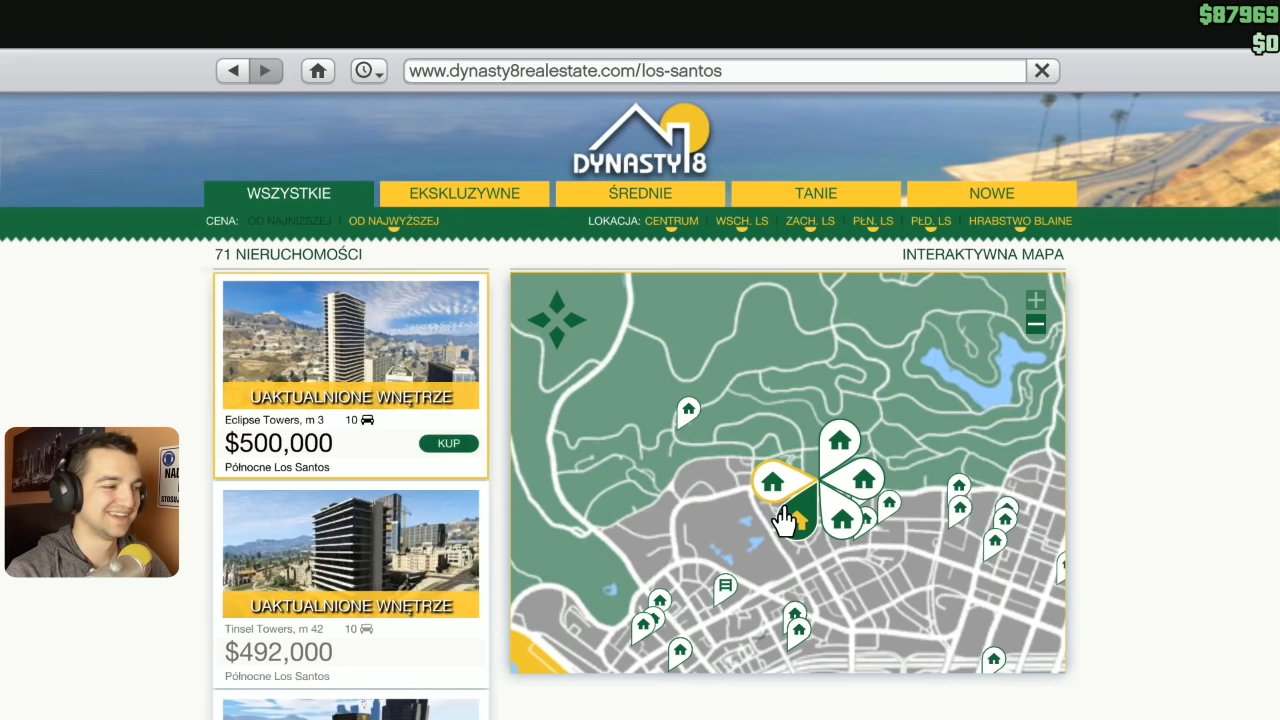 $87969
$0
www.dynasty8realestate.com/los-santos
DYNASTY 8
WSZYSTKIE
EKSKLUZYWNE
ŚREDNIE
TANIE
NOWE
CENA: OD NAJNIŻSZEJ | OD NAJWYŻSZEJ
LOKACJA: CENTRUM | WSCH. LS | ZACH. LS | PŁN. LS | PŁD. LS | HRABSTWO BLAINE
71 NIERUCHOMOŚCI
INTERAKTYWNA MAPA
UAKTUALNIONE WNĘTRZE
Eclipse Towers, m 3 10
$500,000
KUP
Północne Los Santos
UAKTUALNIONE WNĘTRZE
Tinsel Towers, m 42 10
$492,000
Północne Los Santos
NAD